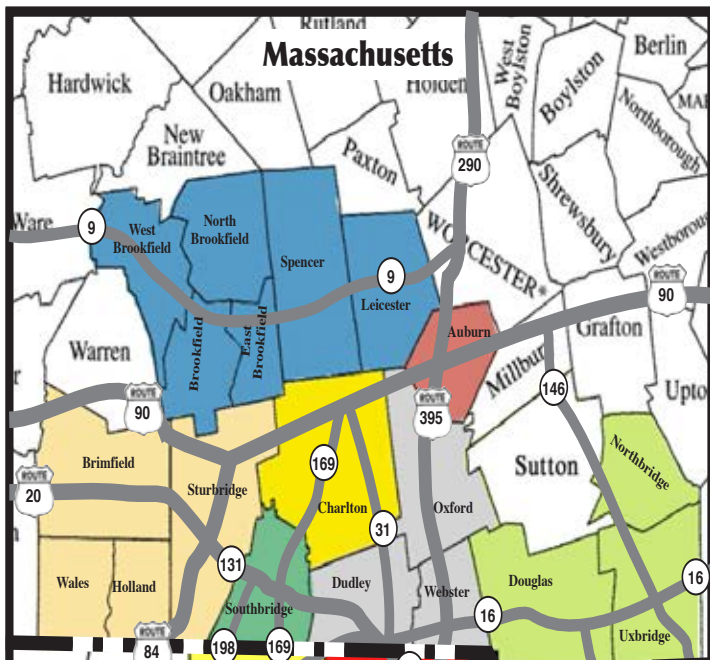 Massachusetts
Rutland
Hardwick
Oakham
Holden
West
Boylston
Boylston
Berlin
Northborough
New
Braintree
Paxton
ROUTE
290
Shrewsbury
Ware
9
West
Brookfield
North
Brookfield
Spencer
9
Leicester
WORCESTER*
Westborou
ROUTE
90
Warren
Brookfield
East
Brookfield
Auburn
Millbur
Grafton
Upto
ROUTE
90
ROUTE
395
146
Brimfield
Sturbridge
169
Charlton
Oxford
Sutton
Northbridge
ROUTE
20
31
131
Wales
Holland
Southbridge
Dudley
Webster
Douglas
16
16
Uxbridge
ROUTE
84
198
169